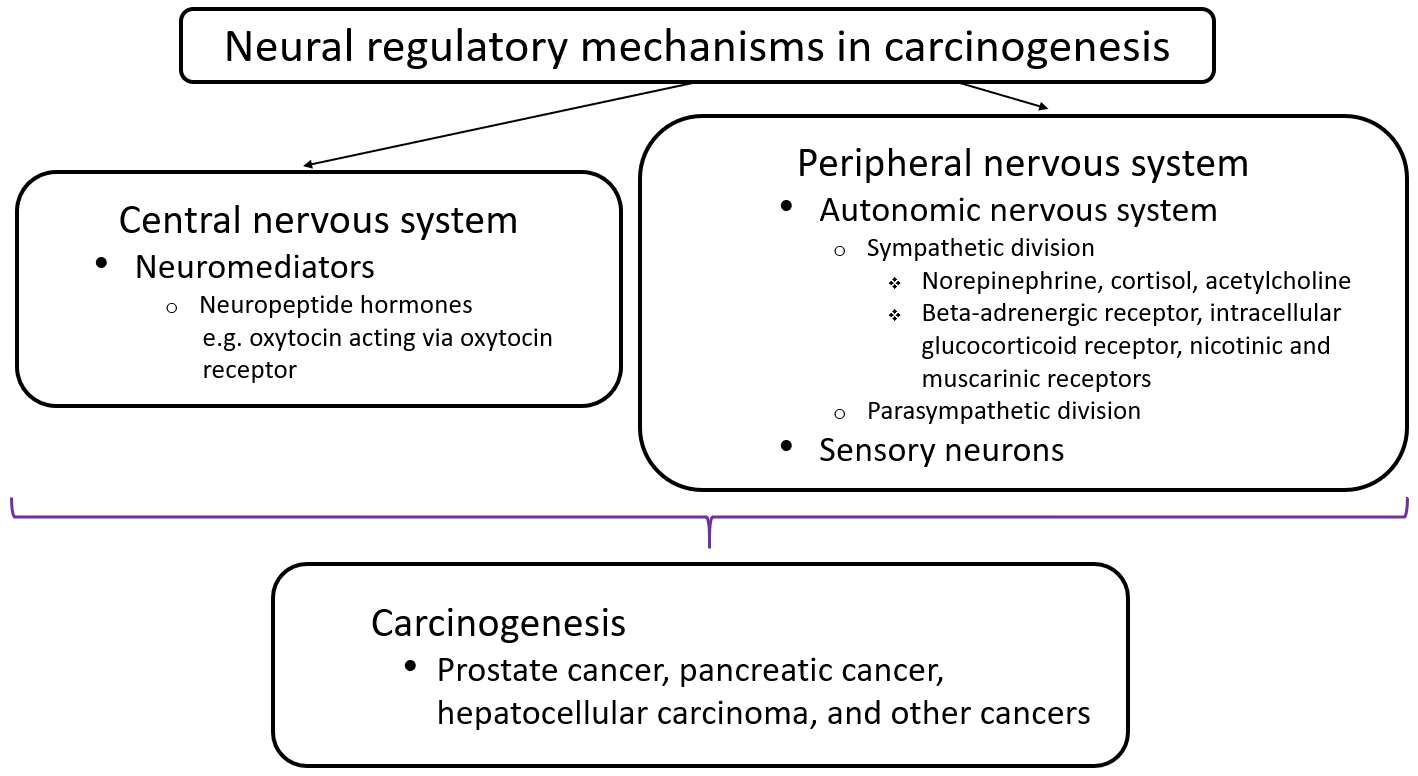 Neural regulatory mechanisms in carcinogenesis
Central nervous system
• Neuromediators
o Neuropeptide hormones
e.g. oxytocin acting via oxytocin
receptor
Peripheral nervous system
• Autonomic nervous system
o Sympathetic division
❖ Norepinephrine, cortisol, acetylcholine
❖ Beta-adrenergic receptor, intracellular
glucocorticoid receptor, nicotinic and
muscarinic receptors
o Parasympathetic division
• Sensory neurons
Carcinogenesis
• Prostate cancer, pancreatic cancer,
hepatocellular carcinoma, and other cancers